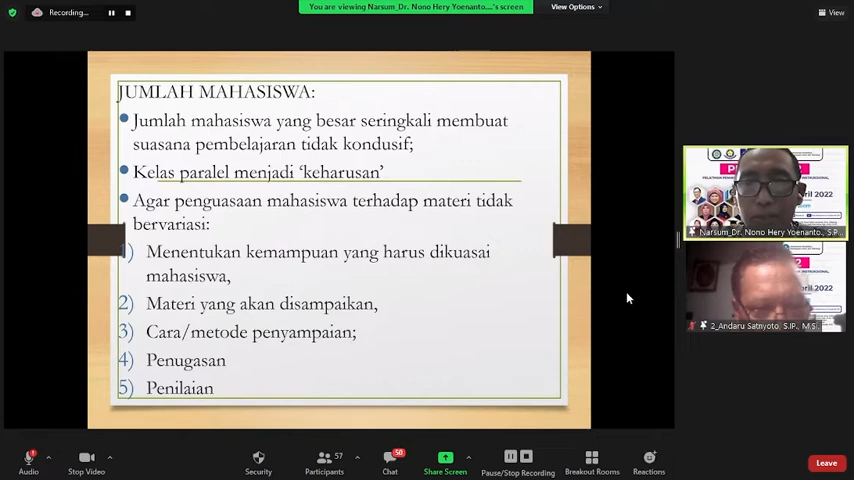 Recording...
You are viewing Narsum_Dr. Nono Hery Yoenanto....'s screen
View Options
View
JUMLAH MAHASISWA:
Jumlah mahasiswa yang besar seringkali membuat
suasana pembelajaran tidak kondusif;
Kelas paralel menjadi 'keharusan'
Agar penguasaan mahasiswa terhadap materi tidak
bervariasi:
1) Menentukan kemampuan yang harus dikuasai
mahasiswa,
2) Materi yang akan disampaikan,
3) Cara/metode penyampaian;
4) Penugasan
5) Penilaian
2022
Narsum_Dr. Nono Hery Yoenanto, S.P...
2022
2_Andaru Satnyoto, S.IP., M.Si.
Audio
Stop Video
Security
57
Participants
50
Chat
Share Screen
Pause/Stop Recording
Breakout Rooms
Reactions
Leave